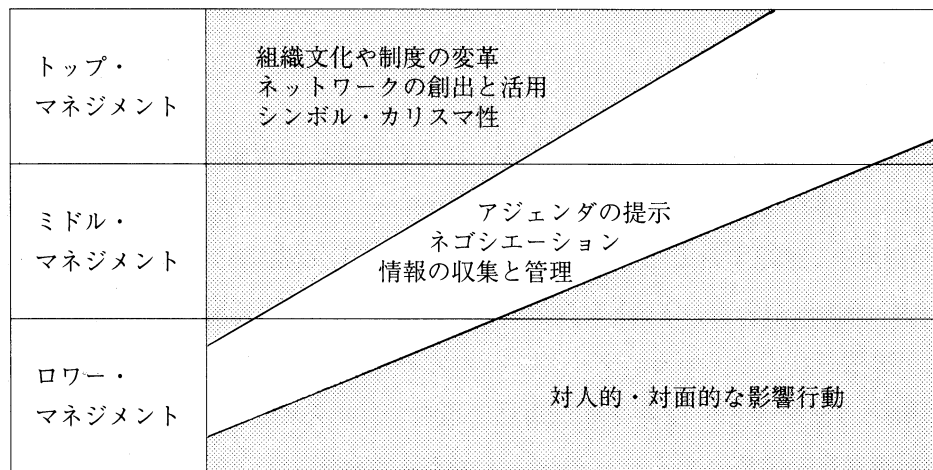 トップ・
マネジメント
組織文化や制度の変革
ネットワークの創出と活用
シンボル・カリスマ性
ミドル・
マネジメント
アジェンダの提示
ネゴシエーション
情報の収集と管理
ロワー・
マネジメント
対人的・対面的な影響行動